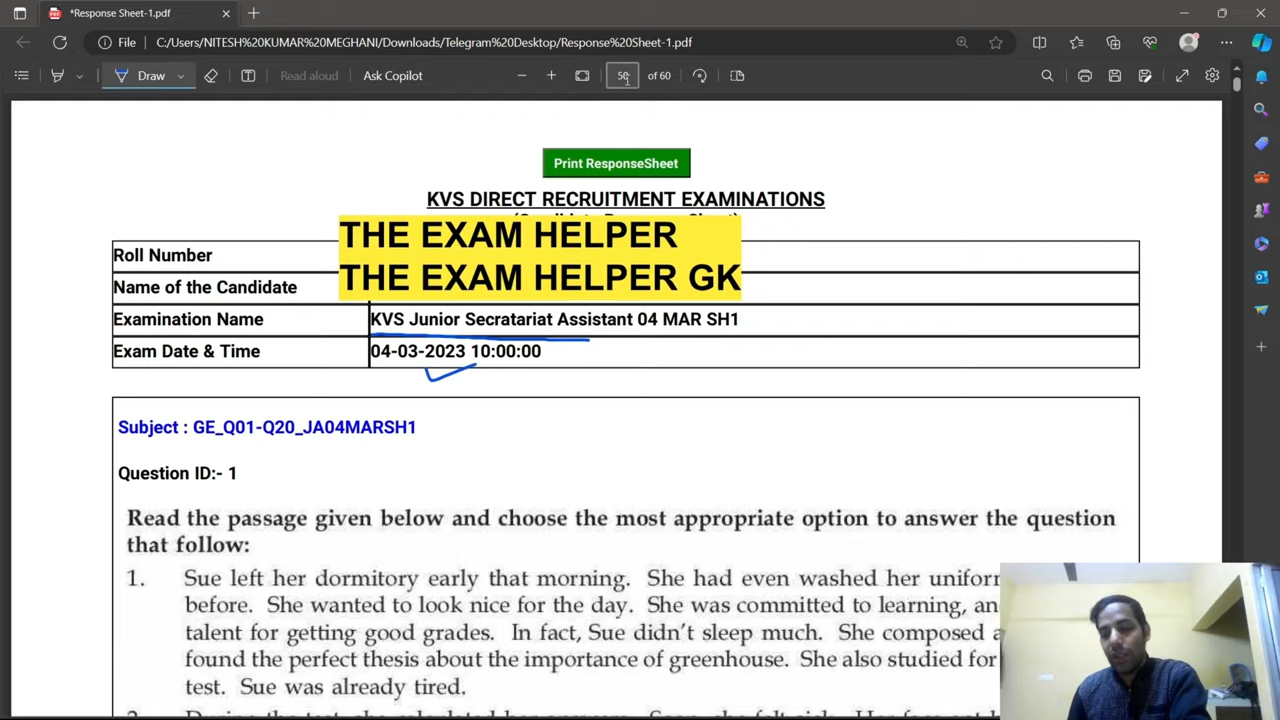 *Response Sheet-1.pdf
File C:/Users/NITESH%20KUMAR%20MEGHANI/Downloads/Telegram%20Desktop/Response%20Sheet-1.pdf
Draw Read aloud Ask Copilot 50 of 60
Print ResponseSheet
KVS DIRECT RECRUITMENT EXAMINATIONS
THE EXAM HELPER
THE EXAM HELPER GK
Roll Number
Name of the Candidate
Examination Name KVS Junior Secratariat Assistant 04 MAR SH1
Exam Date & Time 04-03-2023 10:00:00
Subject : GE_Q01-Q20_JA04MARSH1
Question ID:- 1
Read the passage given below and choose the most appropriate option to answer the question
that follow:
1. Sue left her dormitory early that morning. She had even washed her uniform
before. She wanted to look nice for the day. She was committed to learning,
talent for getting good grades. In fact, Sue didn't sleep much. She composed
found the perfect thesis about the importance of greenhouse. She also studied for
test. Sue was already tired.